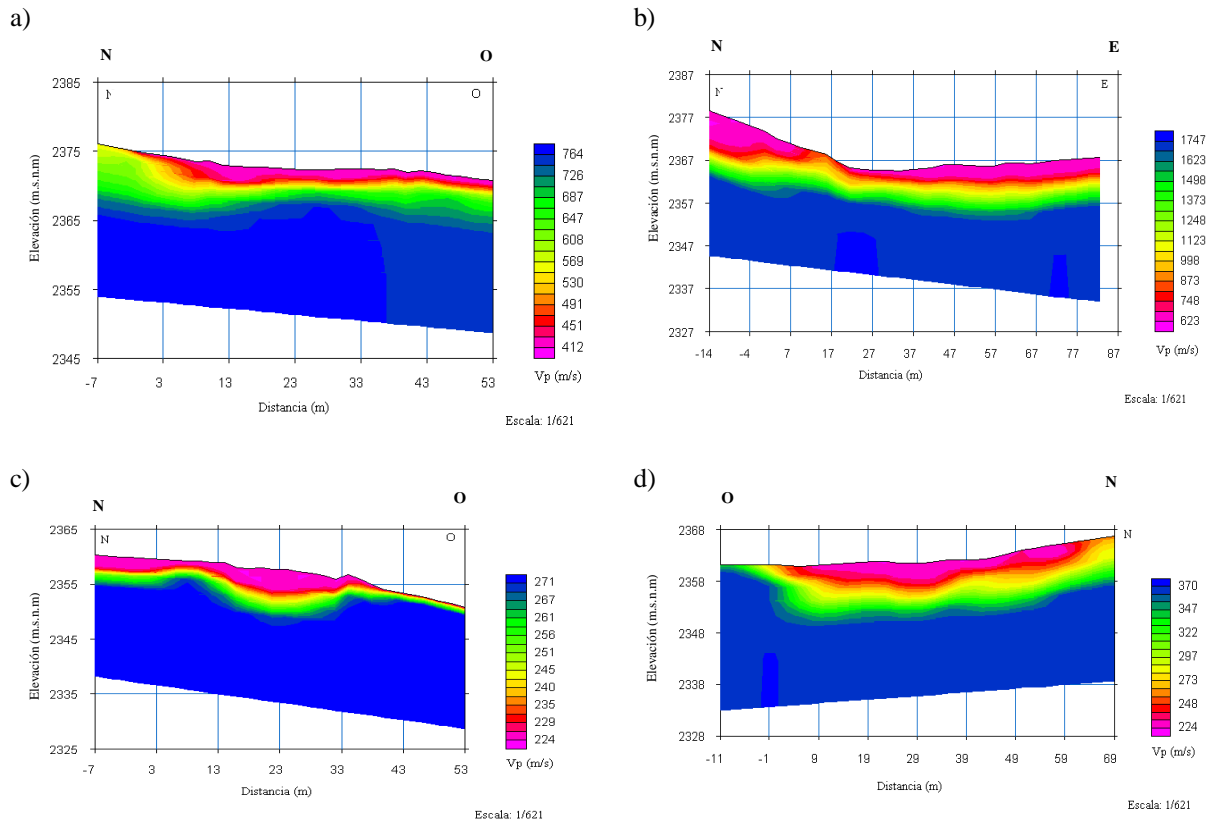 a)
N O
2385
2375
2365
2355
2345
Elevación (m.s.n.m)
N O
-7 3 13 23 33 43 53
Distancia (m)
764
726
687
647
608
569
530
491
451
412
Vp (m/s)
Escala: 1/621
b)
N E
2387
2377
2367
2357
2347
2337
2327
Elevación (m.s.n.m)
N E
-14 -4 7 17 27 37 47 57 67 77 87
Distancia (m)
1747
1623
1498
1373
1248
1123
998
873
748
623
Vp (m/s)
Escala: 1/621
c)
N O
2365
2355
2345
2335
2325
Elevación (m.s.n.m)
N O
-7 3 13 23 33 43 53
Distancia (m)
271
267
261
256
251
245
240
235
229
224
Vp (m/s)
Escala: 1/621
d)
O N
2368
2358
2348
2338
2328
Elevación (m.s.n.m)
N
-11 -1 9 19 29 39 49 59 69
Distancia (m)
370
347
322
297
273
248
224
Vp (m/s)
Escala: 1/621